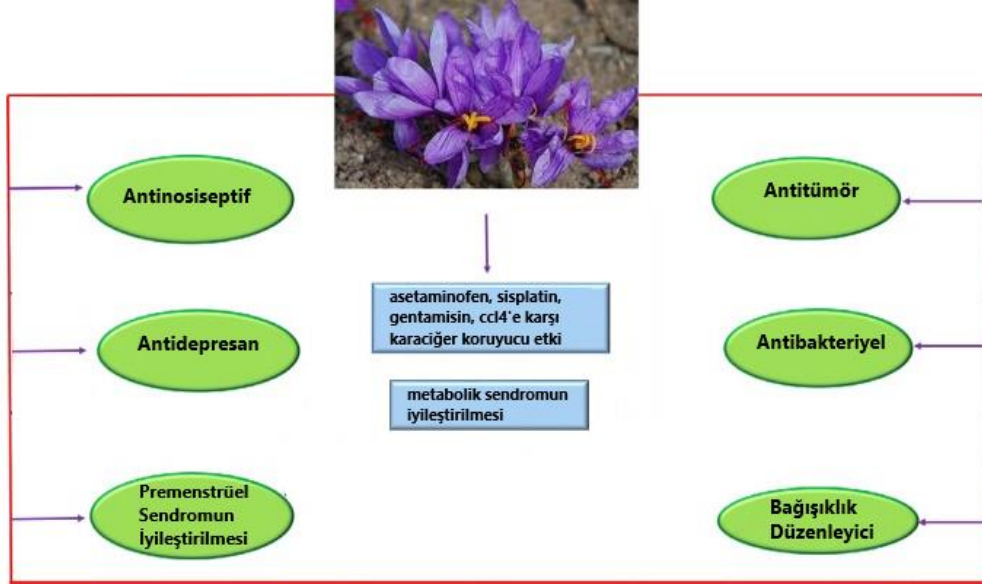 Antinosiseptif
Antitümör
asetaminofen, sisplatin,
gentamisin, ccl4'e karşı
karaciğer koruyucu etki
Antidepresan
Antibakteriyel
metabolik sendromun
iyileştirilmesi
Premenstrüel
Sendromun
İyileştirilmesi
Bağışıklık
Düzenleyici